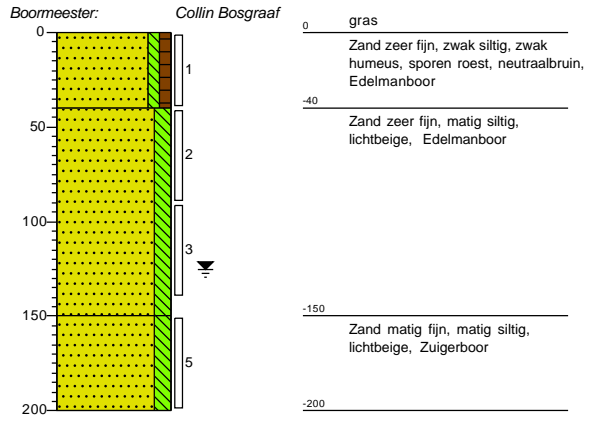 Boormeester: Collin Bosgraaf
0
50
100
150
200
1
2
3
5
0 gras
Zand zeer fijn, zwak siltig, zwak
humeus, sporen roest, neutraalbruin,
Edelmanboor
-40
Zand zeer fijn, matig siltig,
lichtbeige, Edelmanboor
-150
Zand matig fijn, matig siltig,
lichtbeige, Zuigerboor
-200